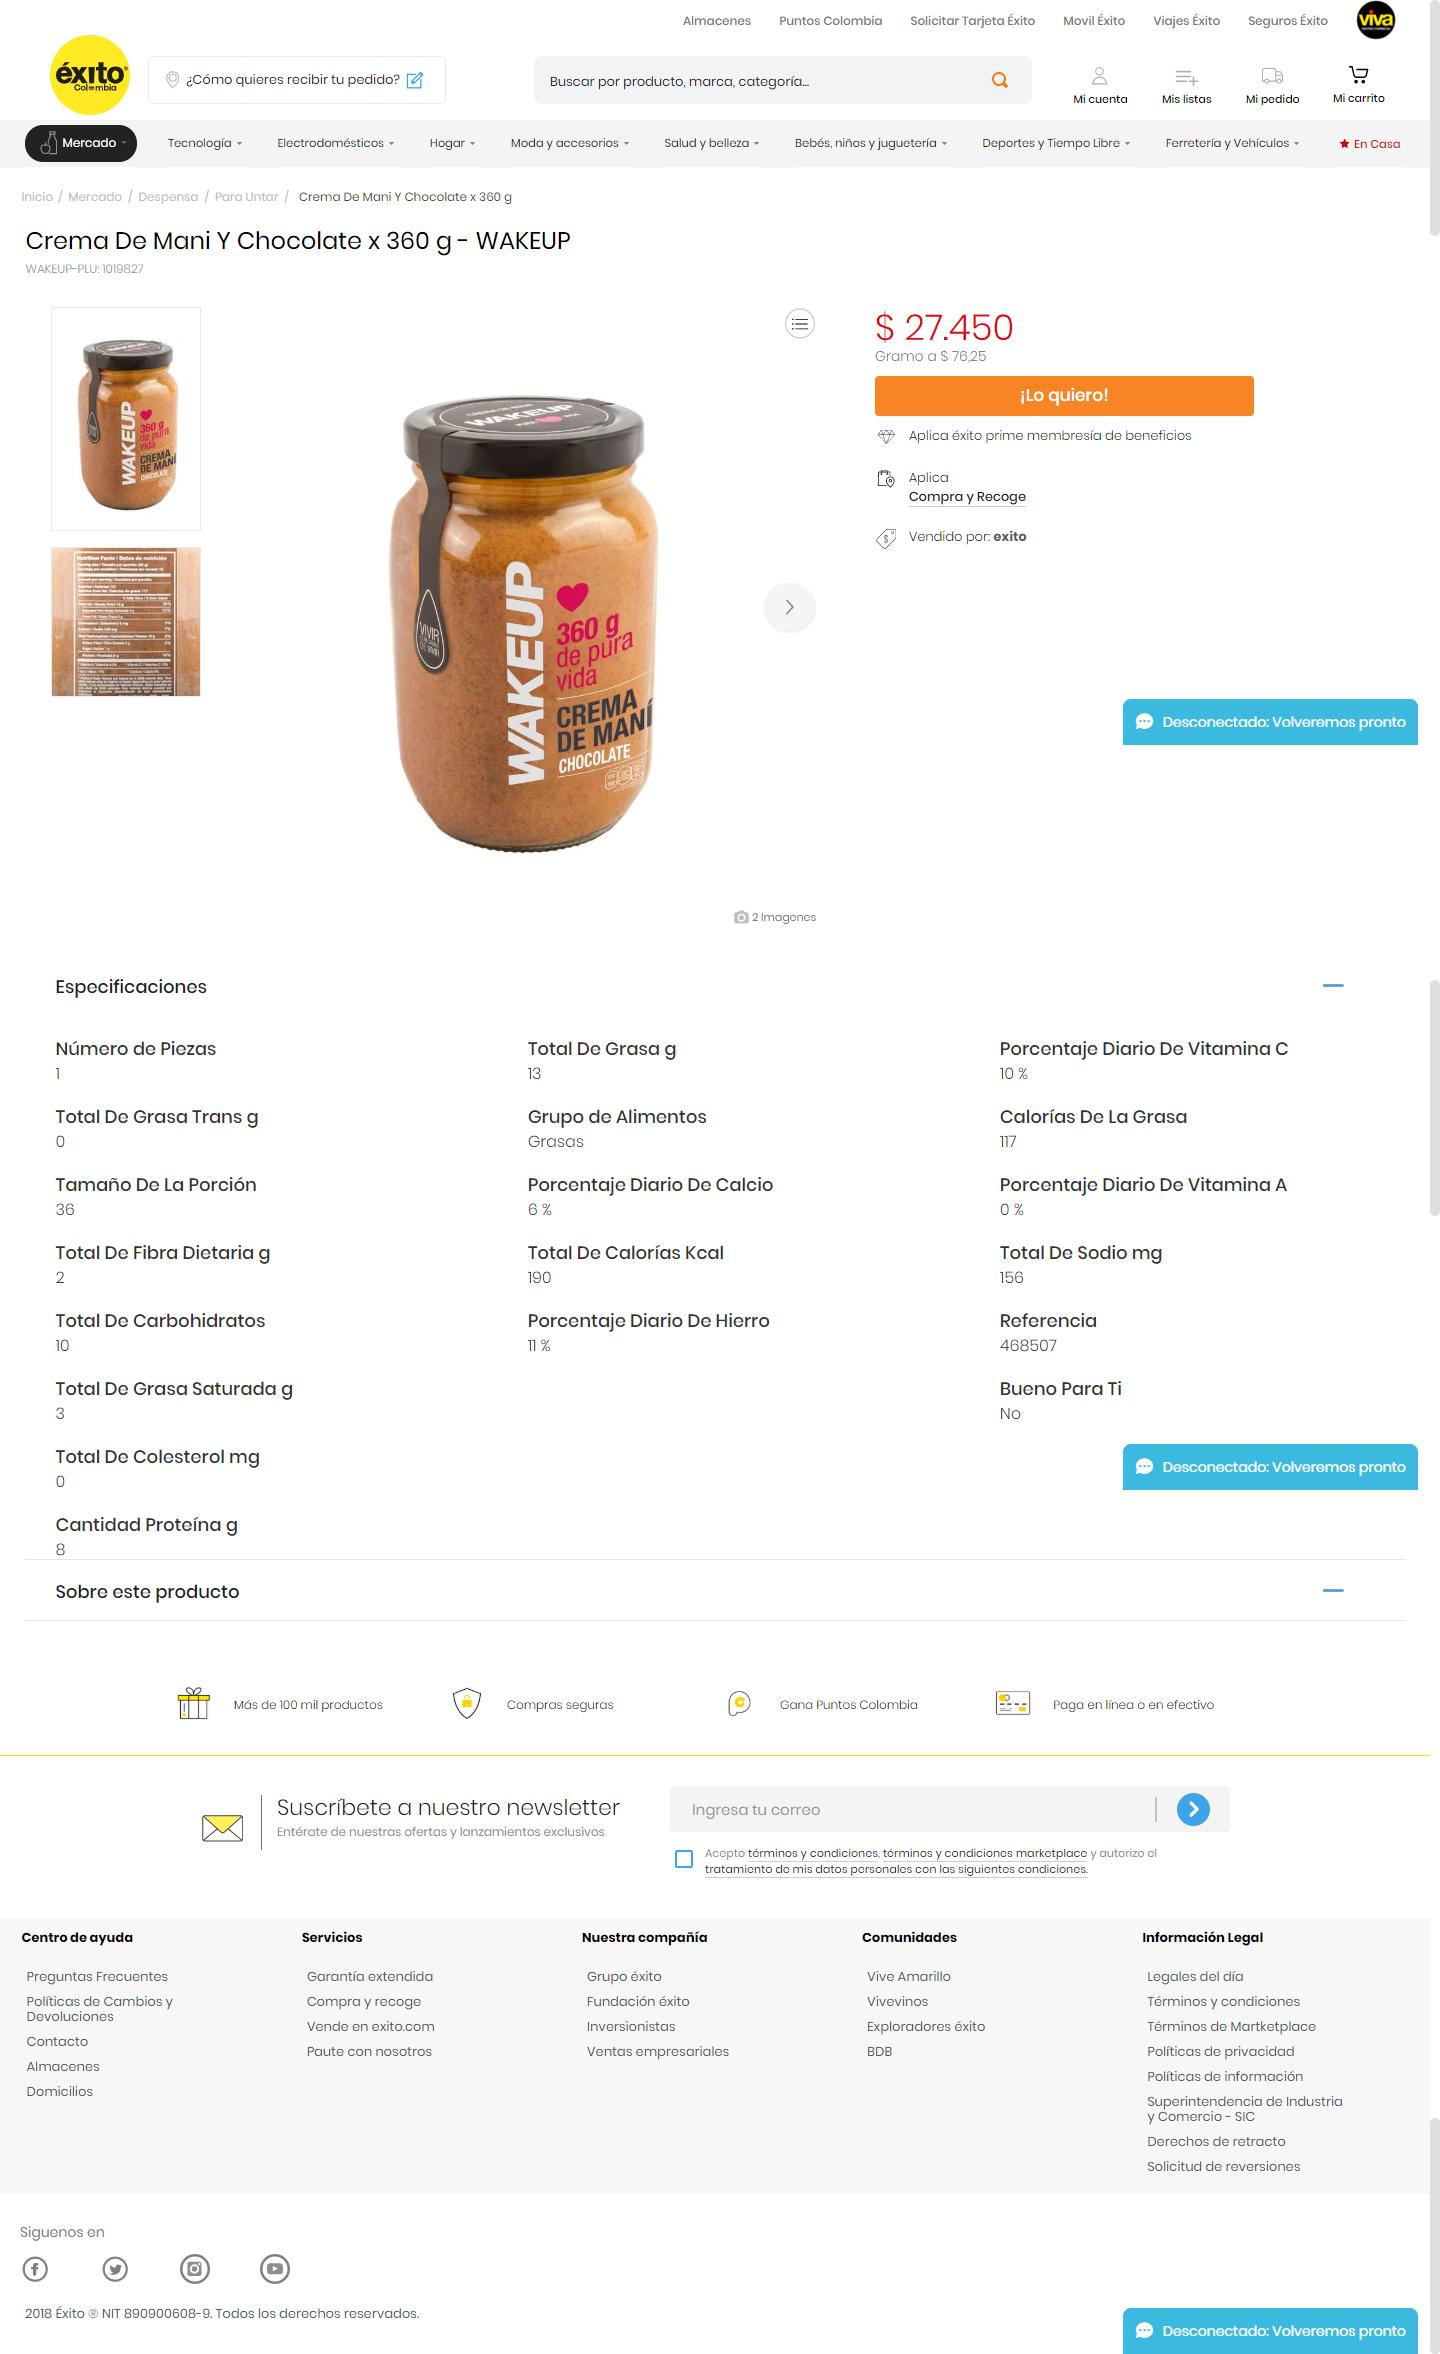 Almacenes
Puntos Colombia
Solicitar Tarjeta Éxito
Movil Éxito
Viajes Éxito
Seguros Éxito
viva
éxito
Colombia
¿Cómo quieres recibir tu pedido?
Buscar por producto, marca, categoría...
Mi cuenta
Mis listas
Mi pedido
Mi carrito
Mercado
Tecnología
Electrodomésticos
Hogar
Moda y accesorios
Salud y belleza
Bebés, niños y juguetería
Deportes y Tiempo Libre
Ferretería y Vehículos
En Casa
Inicio / Mercado / Despensa / Para Untar / Crema De Mani Y Chocolate x 360 g
Crema De Mani Y Chocolate x 360 g - WAKEUP
WAKEUP-PLU: 1019827
WAKEUP
360 g
de pura
vida
CREMA
DE MANÍ
CHOCOLATE
Nutrition Facts / Datos de nutrición
WAKEUP
VIVIR
WAKEUP
360 g
de pura
vida
CREMA
DE MANÍ
CHOCOLATE
2 Imagenes
$ 27.450
Gramo a $ 76,25
¡Lo quiero!
Aplica éxito prime membresía de beneficios
Aplica
Compra y Recoge
Vendido por: exito
Desconectado: Volveremos pronto
Especificaciones
Número de Piezas
1
Total De Grasa Trans g
0
Tamaño De La Porción
36
Total De Fibra Dietaria g
2
Total De Carbohidratos
10
Total De Grasa Saturada g
3
Total De Colesterol mg
0
Cantidad Proteína g
8
Total De Grasa g
13
Grupo de Alimentos
Grasas
Porcentaje Diario De Calcio
6 %
Total De Calorías Kcal
190
Porcentaje Diario De Hierro
11 %
Porcentaje Diario De Vitamina C
10 %
Calorías De La Grasa
117
Porcentaje Diario De Vitamina A
0 %
Total De Sodio mg
156
Referencia
468507
Bueno Para Ti
No
Desconectado: Volveremos pronto
Sobre este producto
Más de 100 mil productos
Compras seguras
Gana Puntos Colombia
Paga en línea o en efectivo
Suscríbete a nuestro newsletter
Entérate de nuestras ofertas y lanzamientos exclusivos
Ingresa tu correo
Acepto términos y condiciones, términos y condiciones marketplace y autorizo el
tratamiento de mis datos personales con las siguientes condiciones.
Centro de ayuda
Preguntas Frecuentes
Políticas de Cambios y
Devoluciones
Contacto
Almacenes
Domicilios
Servicios
Garantía extendida
Compra y recoge
Vende en exito.com
Paute con nosotros
Nuestra compañía
Grupo éxito
Fundación éxito
Inversionistas
Ventas empresariales
Comunidades
Vive Amarillo
Vivevinos
Exploradores éxito
BDB
Información Legal
Legales del día
Términos y condiciones
Términos de Martketplace
Políticas de privacidad
Políticas de información
Superintendencia de Industria
y Comercio - SIC
Derechos de retracto
Solicitud de reversiones
Siguenos en
2018 Éxito ® NIT 890900608-9. Todos los derechos reservados.
Desconectado: Volveremos pronto